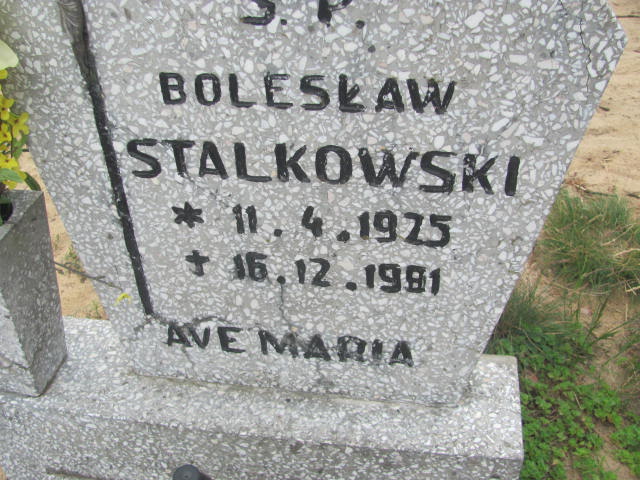 Ś. P.
BOLESŁAW
STALKOWSKI
* 11. 4. 1925
✝ 16. 12. 1981
AVE MARIA